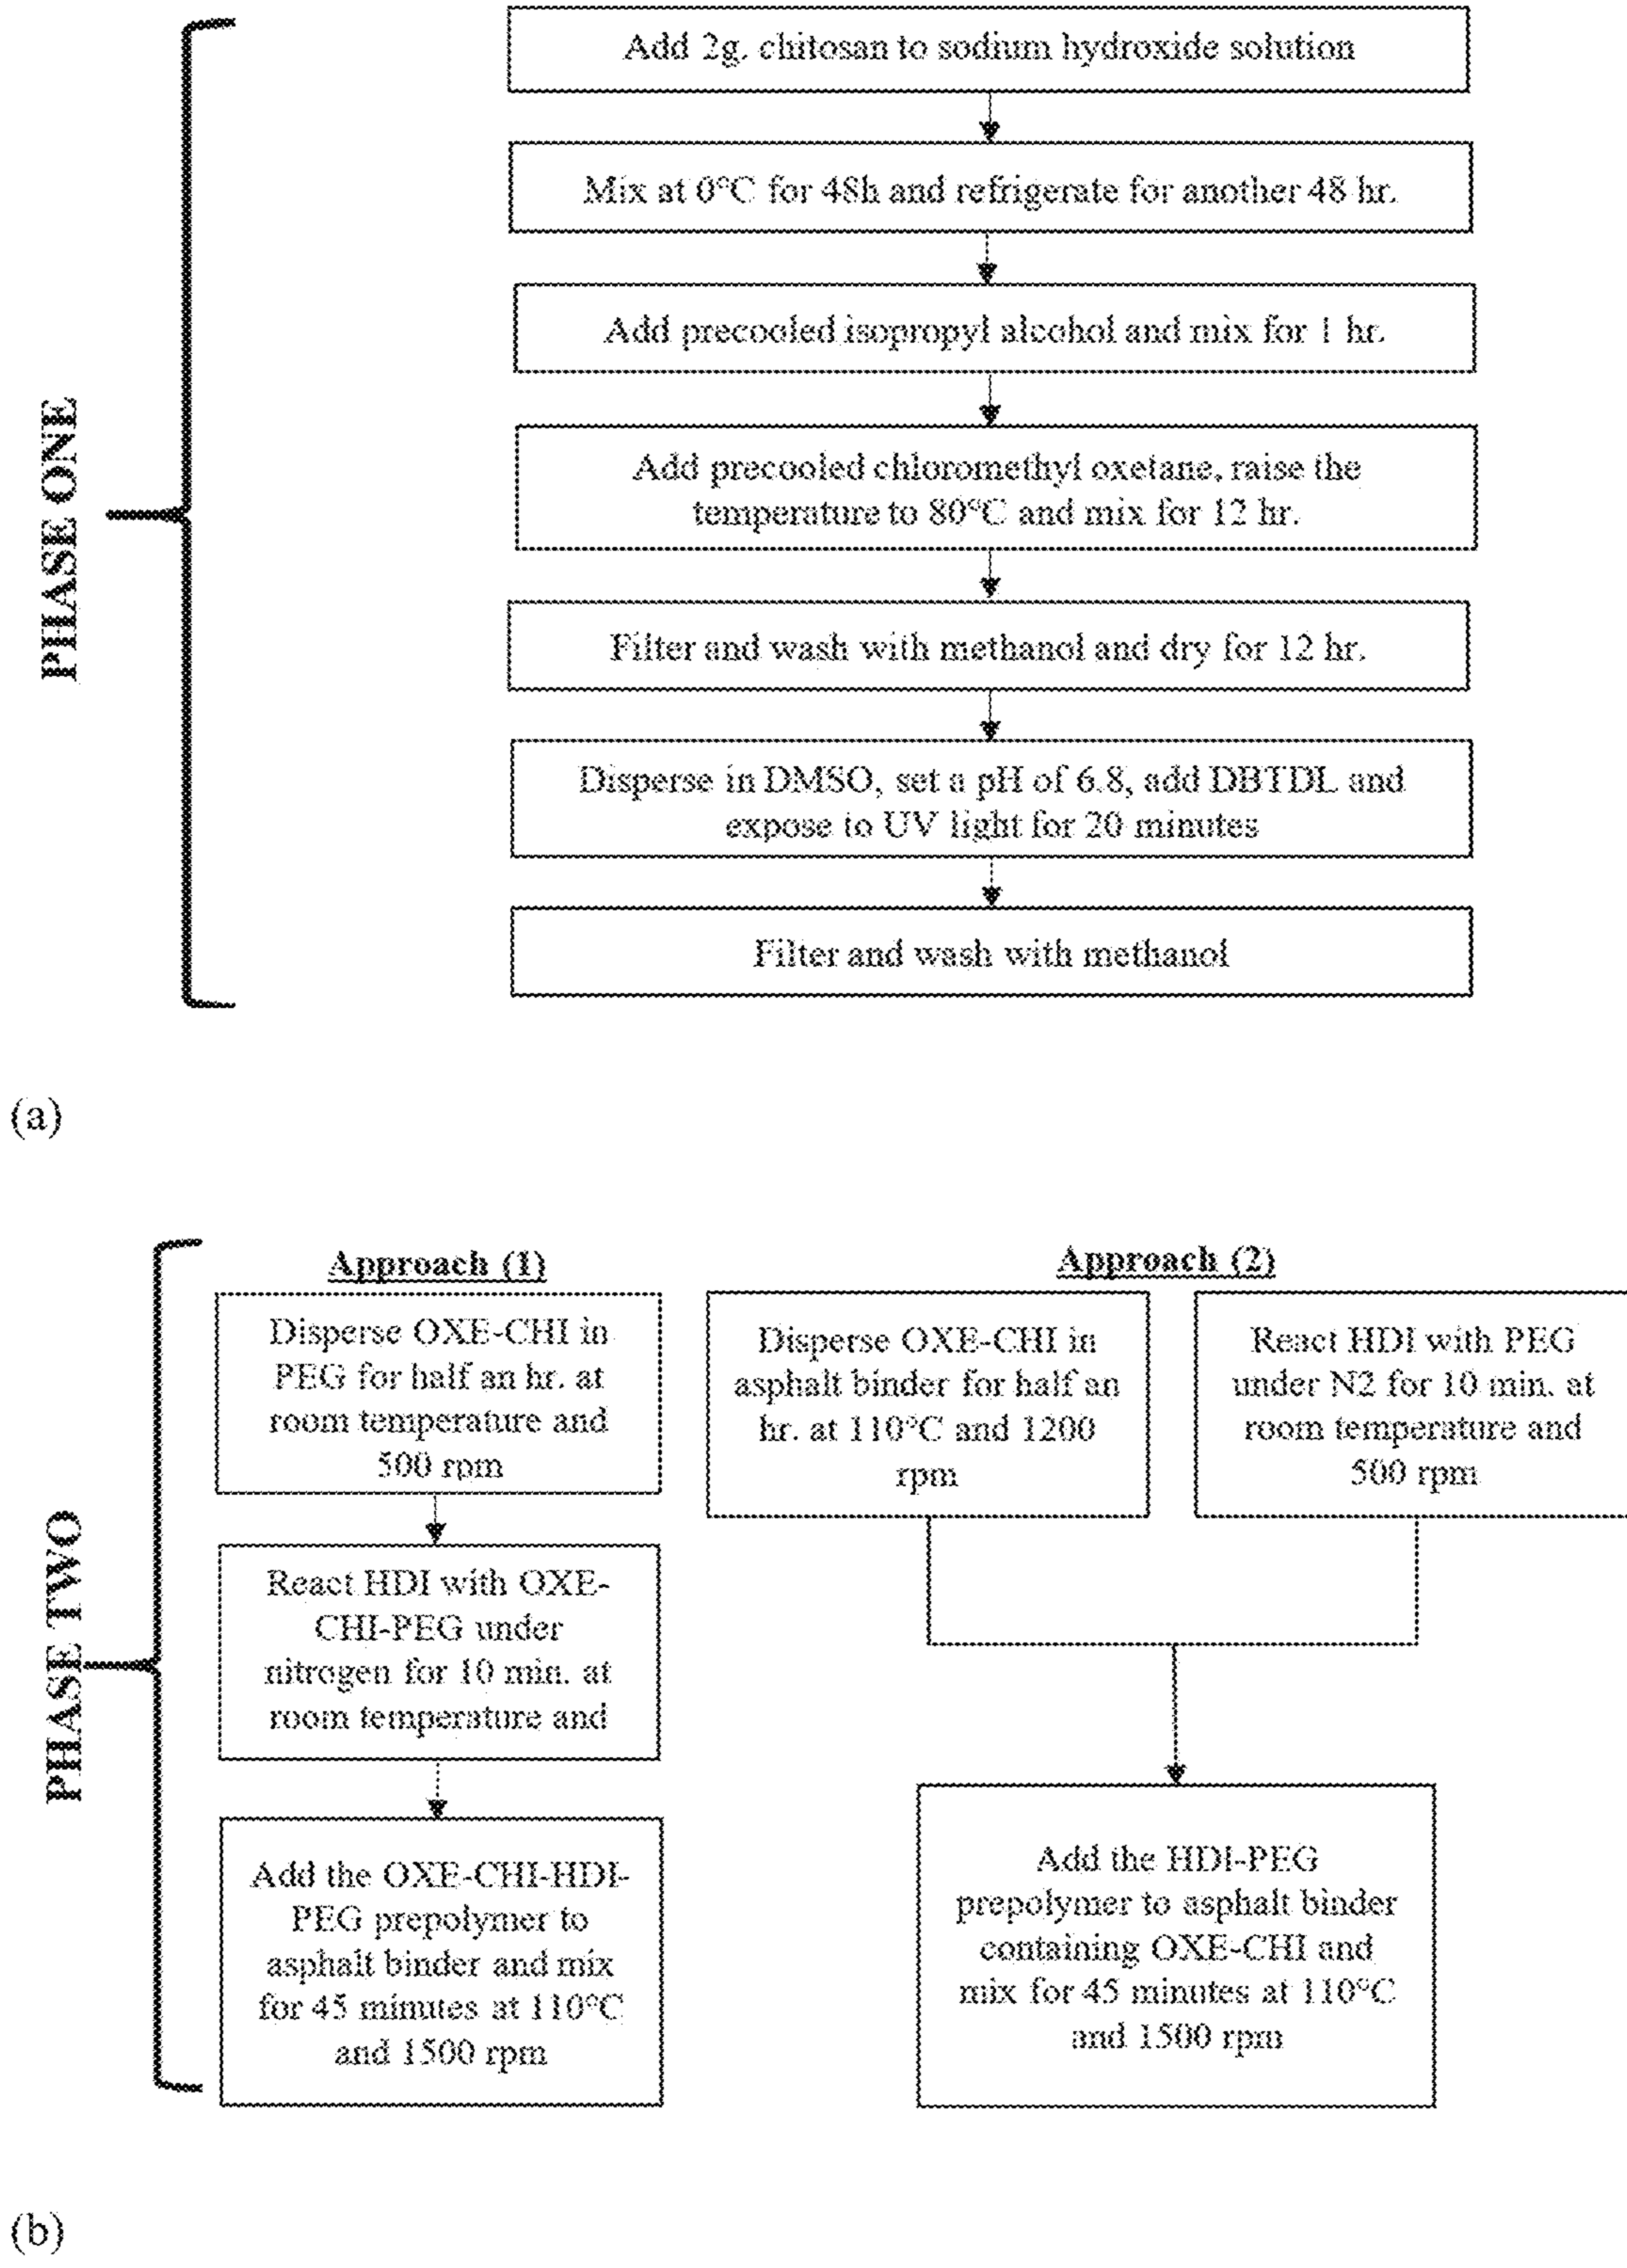 PHASE ONE
Add 2g. chitosan to sodium hydroxide solution
Mix at 0°C for 48h and refrigerate for another 48 hr.
Add precooled isopropyl alcohol and mix for 1 hr.
Add precooled chloromethyl oxetane, raise the
temperature to 80°C and mix for 12 hr.
Filter and wash with methanol and dry for 12 hr.
Disperse in DMSO, set a pH of 6.8, add DBTDL and
expose to UV light for 20 minutes
Filter and wash with methanol
(a)
PHASE TWO
Approach (1)
Disperse OXE-CHI in
PEG for half an hr. at
room temperature and
500 rpm
React HDI with OXE-
CHI-PEG under
nitrogen for 10 min. at
room temperature and
Add the OXE-CHI-HDI-
PEG prepolymer to
asphalt binder and mix
for 45 minutes at 110°C
and 1500 rpm
Approach (2)
Disperse OXE-CHI in
asphalt binder for half an
hr. at 110°C and 1200
rpm
React HDI with PEG
under N2 for 10 min. at
room temperature and
500 rpm
Add the HDI-PEG
prepolymer to asphalt binder
containing OXE-CHI and
mix for 45 minutes at 110°C
and 1500 rpm
(b)